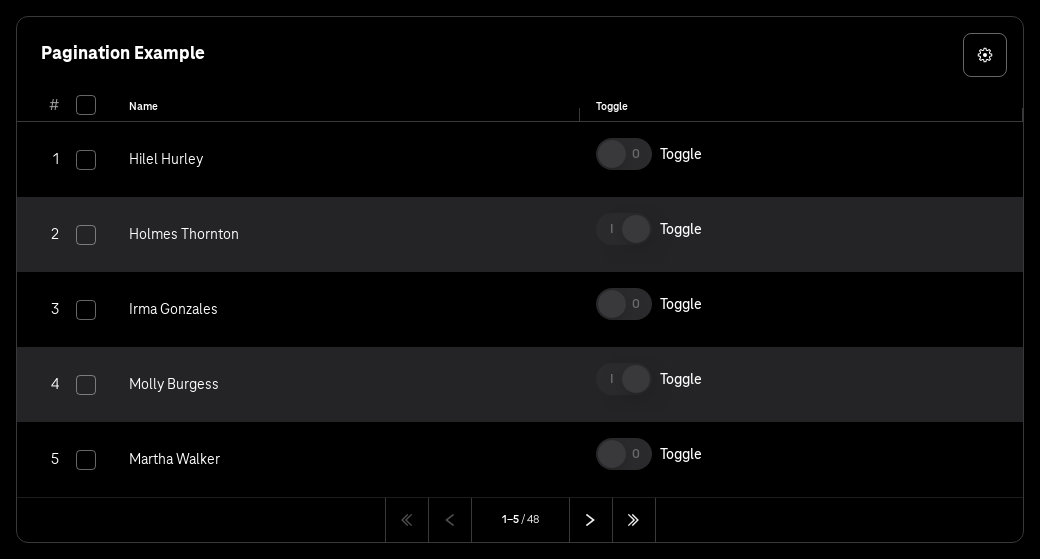 Pagination Example
# Name Toggle
1 Hilel Hurley 0 Toggle
2 Holmes Thornton I Toggle
3 Irma Gonzales 0 Toggle
4 Molly Burgess I Toggle
5 Martha Walker 0 Toggle
1–5 / 48